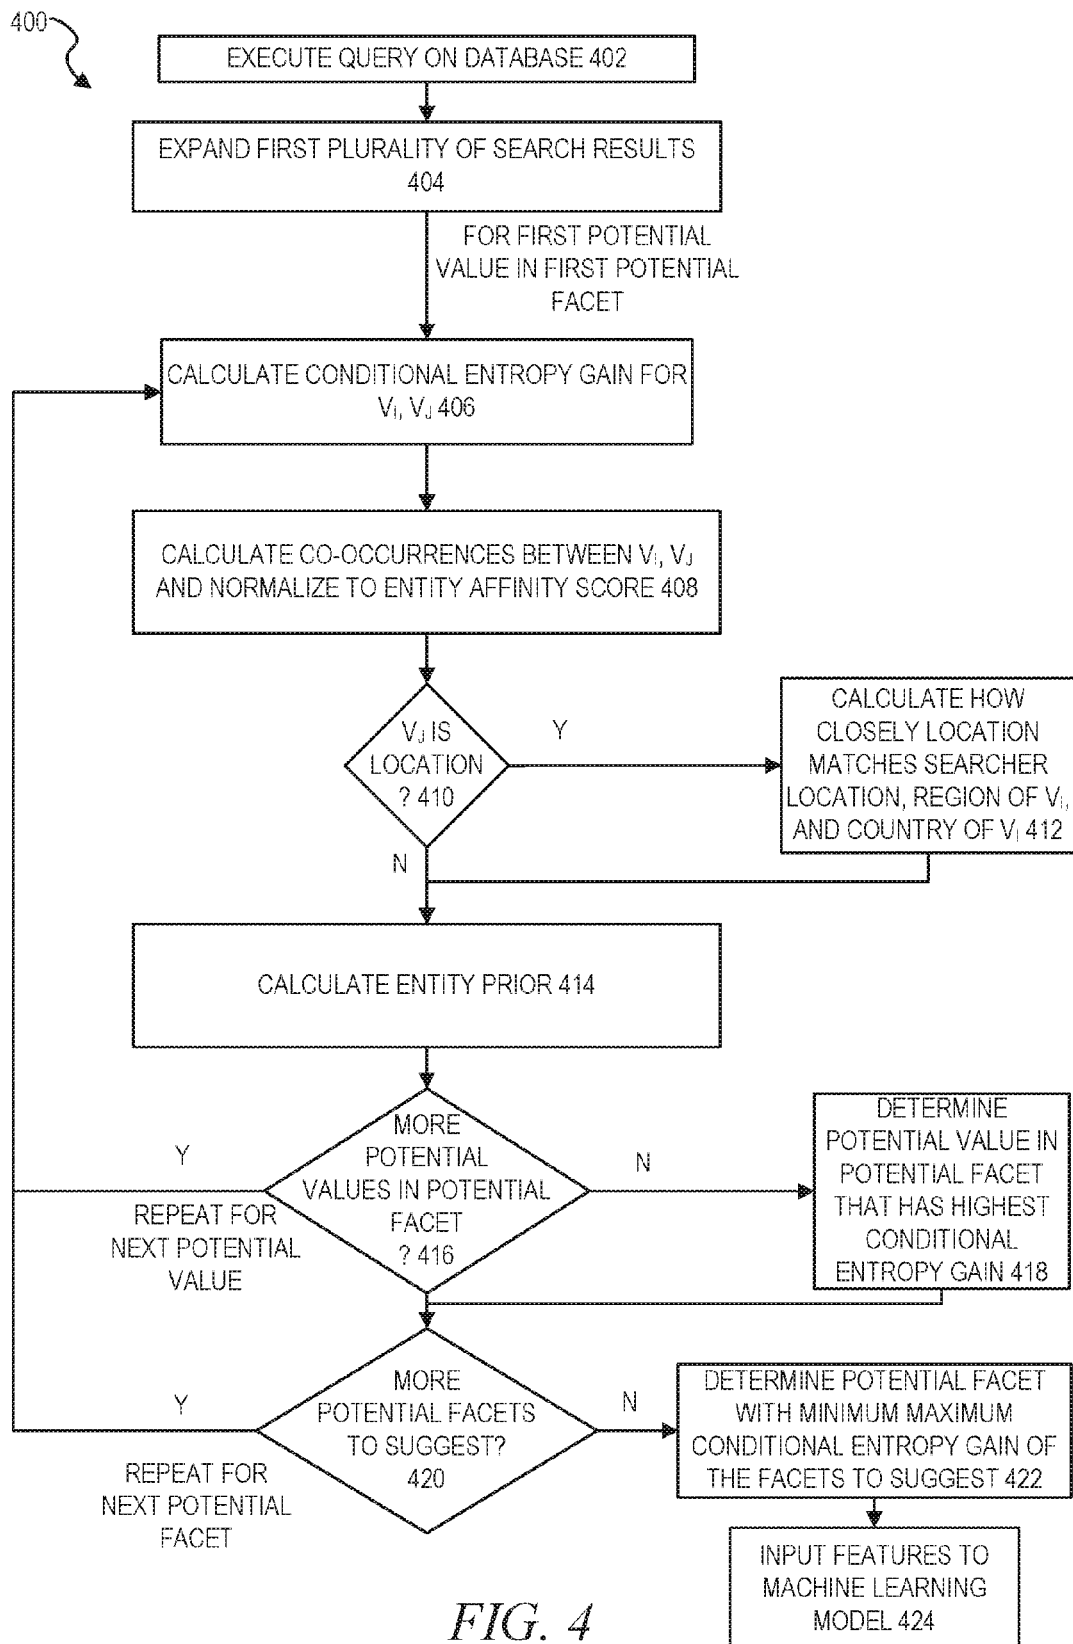 400
EXECUTE QUERY ON DATABASE 402
EXPAND FIRST PLURALITY OF SEARCH RESULTS
404
FOR FIRST POTENTIAL
VALUE IN FIRST POTENTIAL
FACET
CALCULATE CONDITIONAL ENTROPY GAIN FOR
VI, VJ 406
CALCULATE CO-OCCURRENCES BETWEEN VI, VJ
AND NORMALIZE TO ENTITY AFFINITY SCORE 408
VJ IS
LOCATION
? 410
Y
N
CALCULATE HOW
CLOSELY LOCATION
MATCHES SEARCHER
LOCATION, REGION OF VI,
AND COUNTRY OF VI 412
CALCULATE ENTITY PRIOR 414
MORE
POTENTIAL
VALUES IN POTENTIAL
FACET
? 416
Y
REPEAT FOR
NEXT POTENTIAL
VALUE
N
DETERMINE
POTENTIAL VALUE IN
POTENTIAL FACET
THAT HAS HIGHEST
CONDITIONAL
ENTROPY GAIN 418
MORE
POTENTIAL FACETS
TO SUGGEST?
420
Y
REPEAT FOR
NEXT POTENTIAL
FACET
N
DETERMINE POTENTIAL FACET
WITH MINIMUM MAXIMUM
CONDITIONAL ENTROPY GAIN OF
THE FACETS TO SUGGEST 422
INPUT FEATURES TO
MACHINE LEARNING
MODEL 424
FIG. 4